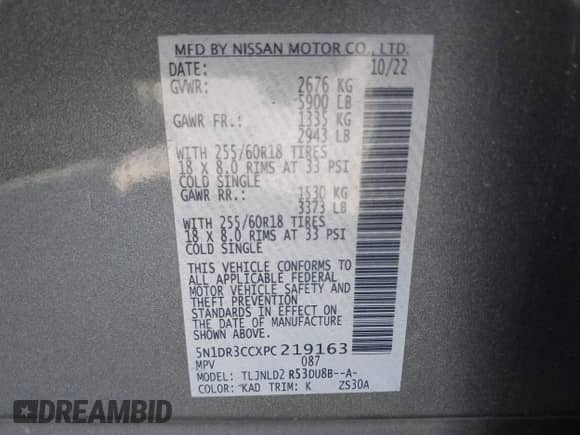 MFD BY NISSAN MOTOR CO., LTD.
DATE: 10/22
GVWR: 2676 KG
5900 LB
GAWR FR.: 1335 KG
2943 LB
WITH 255/60R18 TIRES
18 X 8.0 RIMS AT 33 PSI
COLD SINGLE
GAWR RR.: 1530 KG
3373 LB
WITH 255/60R18 TIRES
18 X 8.0 RIMS AT 33 PSI
COLD SINGLE
THIS VEHICLE CONFORMS TO
ALL APPLICABLE FEDERAL
MOTOR VEHICLE SAFETY AND
THEFT PREVENTION
STANDARDS IN EFFECT ON
THE DATE OF MANUFACTURE
SHOWN ABOVE.
5N1DR3CCXPC219163
MPV 087
MODEL: TLJNLD2 R53DU8B--A-
COLOR: KAD TRIM: K ZS30A
DREAMBID